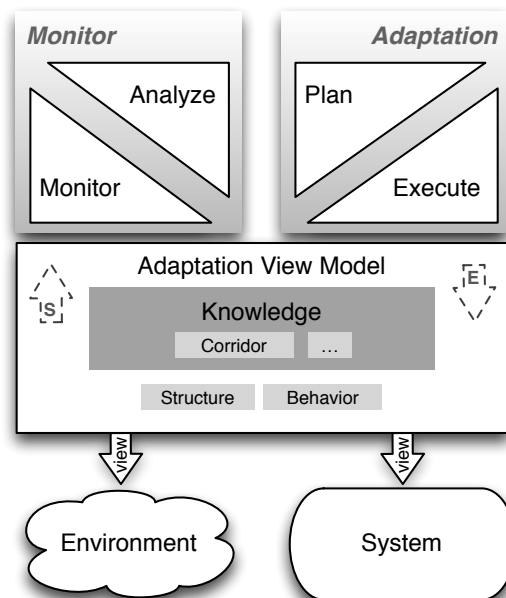 Monitor
Adaptation
Analyze
Plan
Monitor
Execute
Adaptation View Model
S
E
Knowledge
Corridor
...
Structure
Behavior
view
view
Environment
System